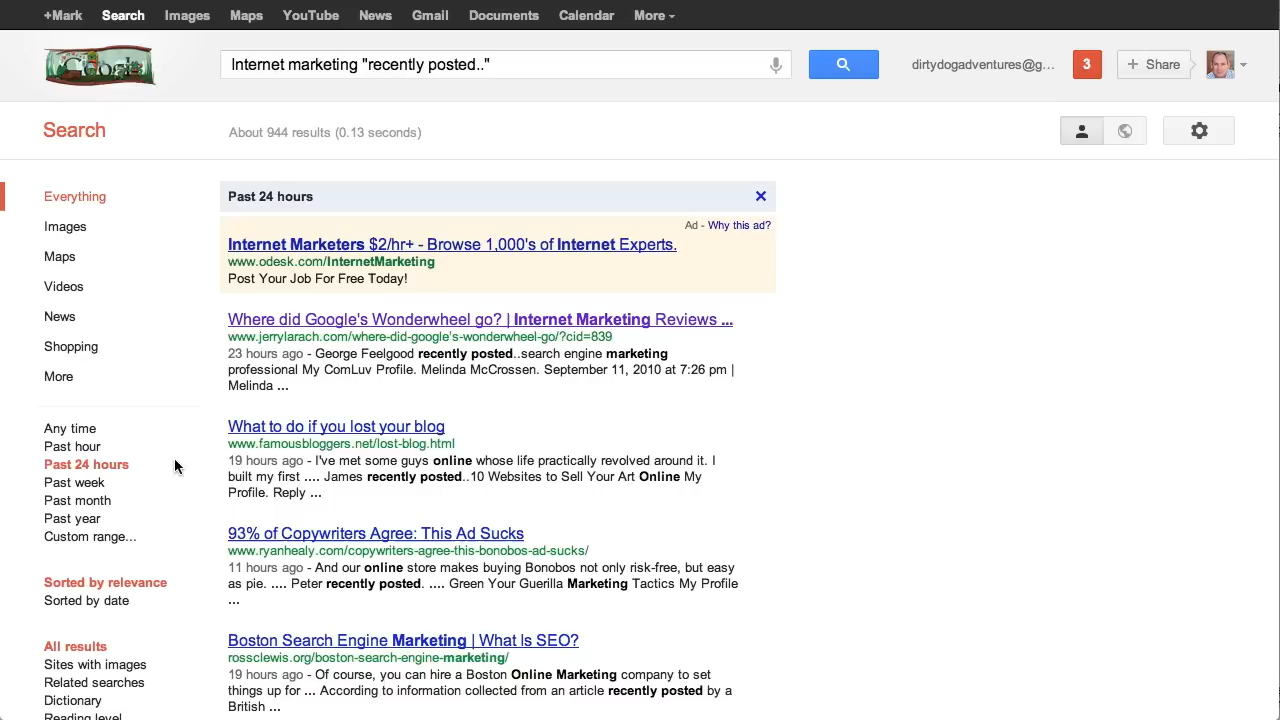 +Mark Search Images Maps YouTube News Gmail Documents Calendar More
Google
Internet marketing "recently posted.."
dirtydogadventures@g... 3 + Share
Search
About 944 results (0.13 seconds)
Everything
Images
Maps
Videos
News
Shopping
More
Any time
Past hour
Past 24 hours
Past week
Past month
Past year
Custom range...
Sorted by relevance
Sorted by date
All results
Sites with images
Related searches
Dictionary
Reading level
Past 24 hours
Ad - Why this ad?
Internet Marketers $2/hr+ - Browse 1,000's of Internet Experts.
www.odesk.com/InternetMarketing
Post Your Job For Free Today!
Where did Google's Wonderwheel go? | Internet Marketing Reviews ...
www.jerrylarach.com/where-did-google's-wonderwheel-go/?cid=839
23 hours ago - George Feelgood recently posted..search engine marketing
professional My ComLuv Profile. Melinda McCrossen. September 11, 2010 at 7:26 pm |
Melinda ...
What to do if you lost your blog
www.famousbloggers.net/lost-blog.html
19 hours ago - I've met some guys online whose life practically revolved around it. I
built my first .... James recently posted..10 Websites to Sell Your Art Online My
Profile. Reply ...
93% of Copywriters Agree: This Ad Sucks
www.ryanhealy.com/copywriters-agree-this-bonobos-ad-sucks/
11 hours ago - And our online store makes buying Bonobos not only risk-free, but easy
as pie. .... Peter recently posted. .... Green Your Guerilla Marketing Tactics My Profile
...
Boston Search Engine Marketing | What Is SEO?
rossclewis.org/boston-search-engine-marketing/
19 hours ago - Of course, you can hire a Boston Online Marketing company to set
things up for ... According to information collected from an article recently posted by a
British ...